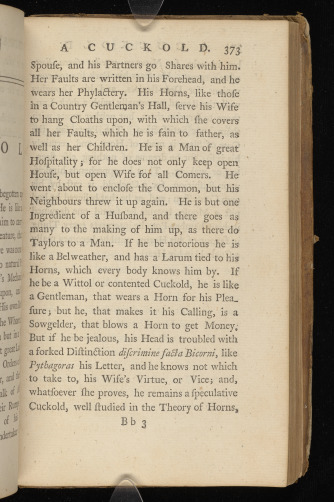 A CUCKOLD. 373
Spouſe, and his Partners go Shares with him.
Her Faults are written in his Forehead, and he
wears her Phylactery. His Horns, like thoſe
in a Country Gentleman's Hall, ſerve his Wife
to hang Cloaths upon, with which ſhe covers
all her Faults, which he is fain to father, as
well as her Children. He is a Man of great
Hoſpitality; for he does not only keep open
Houſe, but open Wife for all Comers. He
went about to encloſe the Common, but his
Neighbours threw it up again. He is but one
Ingredient of a Huſband, and there goes as
many to the making of him up, as there do
Taylors to a Man. If he be notorious he is
like a Belweather, and has a Larum tied to his
Horns, which every body knows him by. If
he be a Wittol or contented Cuckold, he is like
a Gentleman, that wears a Horn for his Plea-
ſure; but he, that makes it his Calling, is a
Sowgelder, that blows a Horn to get Money.
But if he be jealous, his Head is troubled with
a forked Diſtinction diſcrimine facta Bicorni, like
Pythagoras his Letter, and he knows not which
to take to, his Wife's Virtue, or Vice; and,
whatſoever ſhe proves, he remains a ſpeculative
Cuckold, well ſtudied in the Theory of Horns,
B b 3